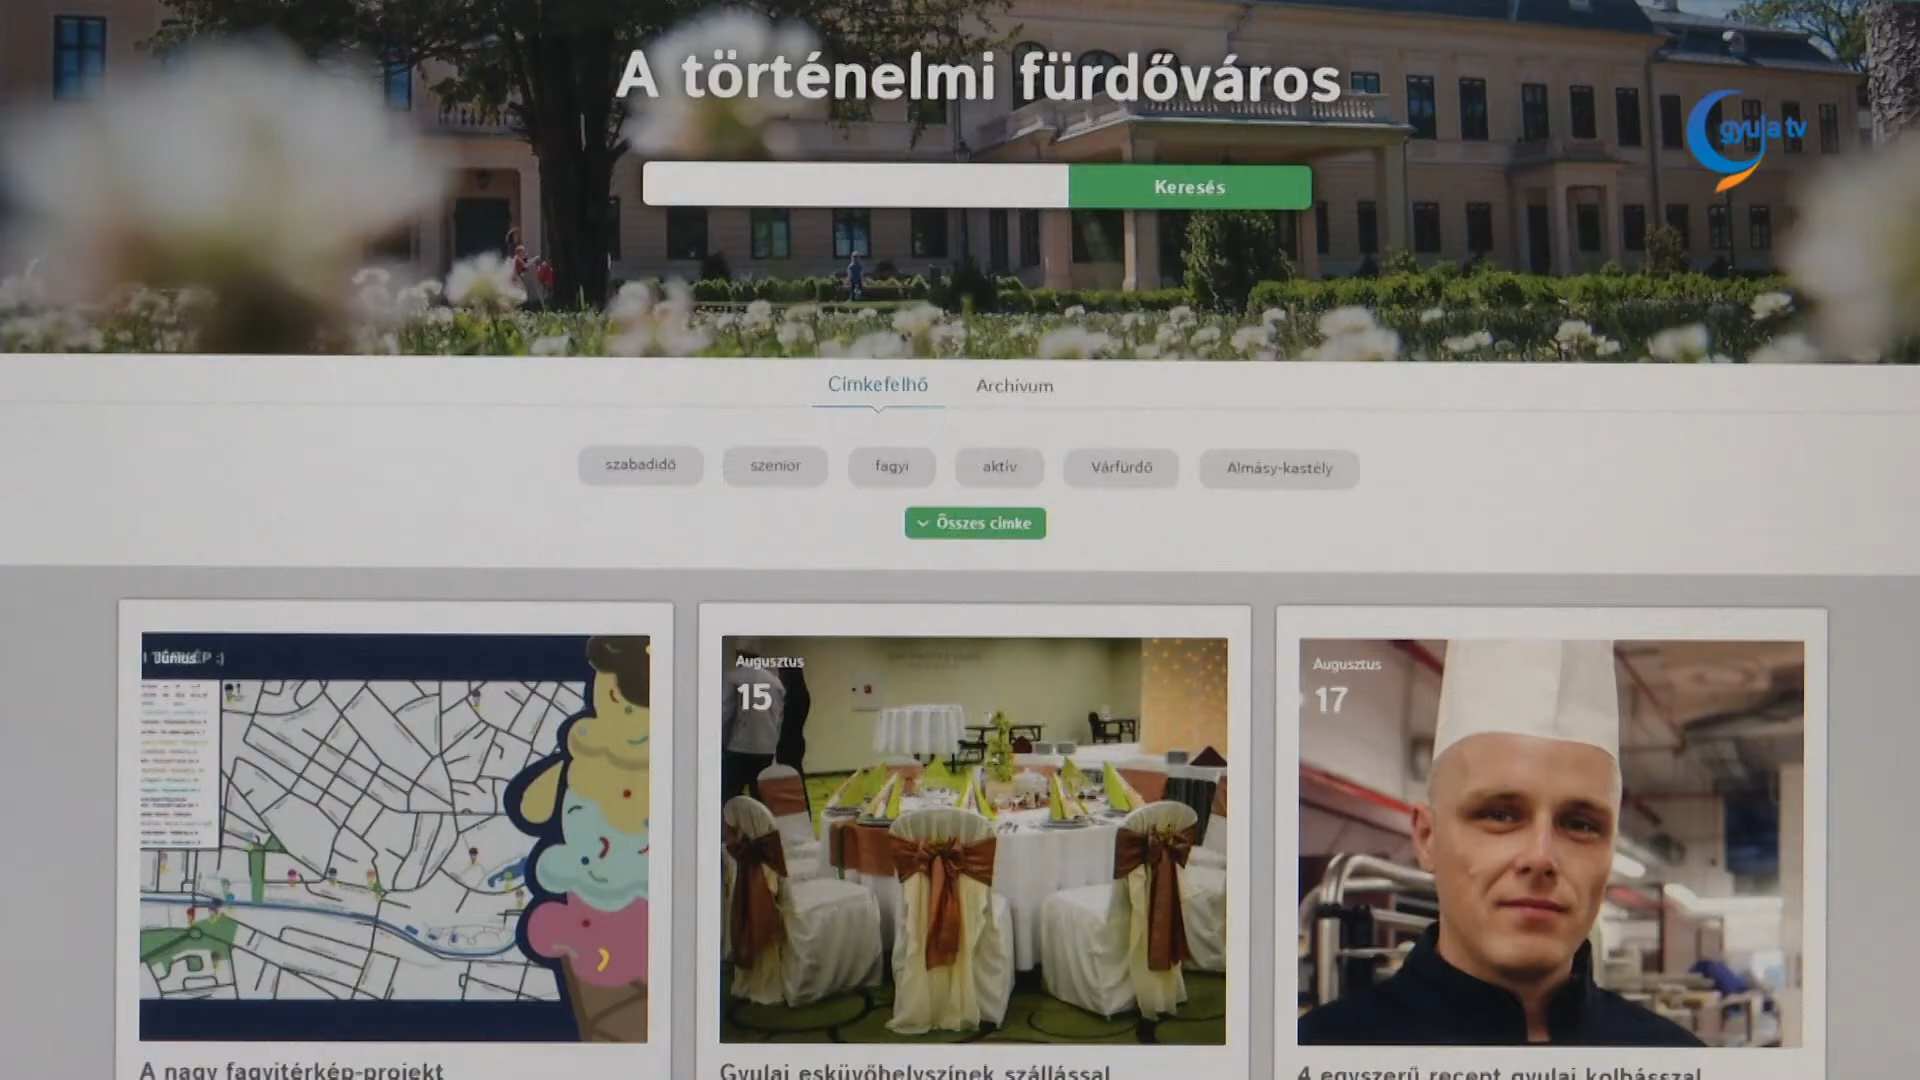 A történelmi fürdőváros
gyula tv
Keresés
Címkefelhő
Archívum
szabadidő
szenior
fagyi
aktív
Várfürdő
Almásy-kastély
Összes címke
Június
Augusztus
15
Augusztus
17
A nagy fagyitérkép-projekt
Gyulai esküvőhelyszínek szállással
4 egyszerű recept gyulai kolbásszal